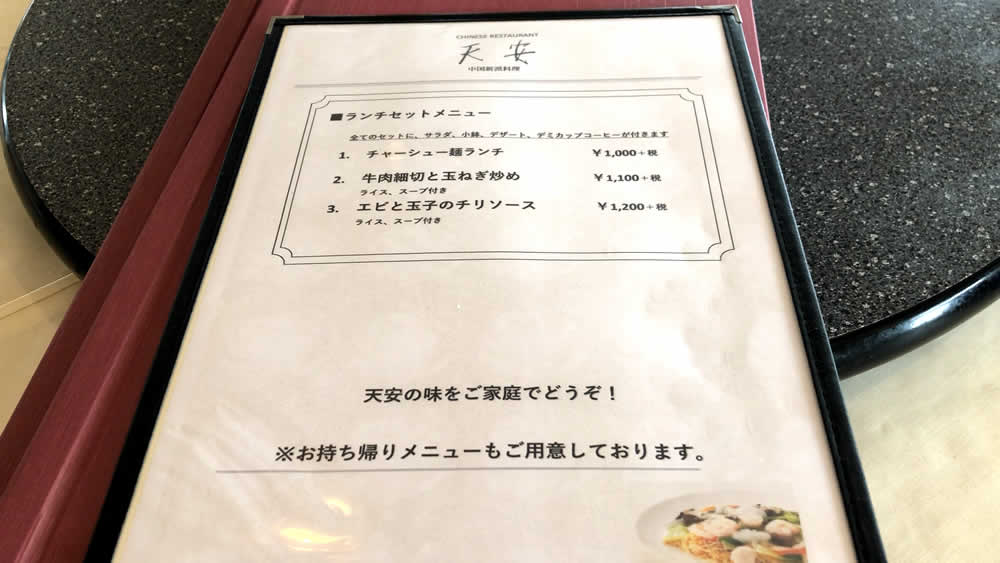 CHINESE RESTAURANT
天安
中国新派料理
■ランチセットメニュー
全てのセットに、サラダ、小鉢、デザート、デミカップコーヒーが付きます
1. チャーシュー麺ランチ ￥1,000+税
2. 牛肉細切と玉ねぎ炒め ￥1,100+税
ライス、スープ付き
3. エビと玉子のチリソース ￥1,200+税
ライス、スープ付き
天安の味をご家庭でどうぞ！
※お持ち帰りメニューもご用意しております。